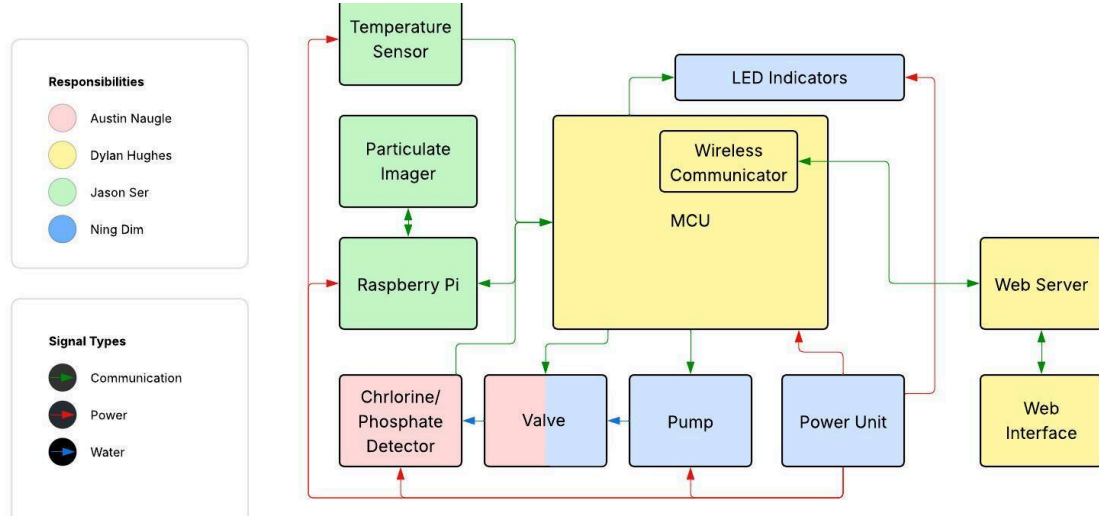 Responsibilities
Austin Naugle
Dylan Hughes
Jason Ser
Ning Dim
Signal Types
Communication
Power
Water
Temperature
Sensor
LED Indicators
Particulate
Imager
Wireless
Communicator
MCU
Raspberry Pi
Web Server
Chrlorine/
Phosphate
Detector
Valve
Pump
Power Unit
Web
Interface